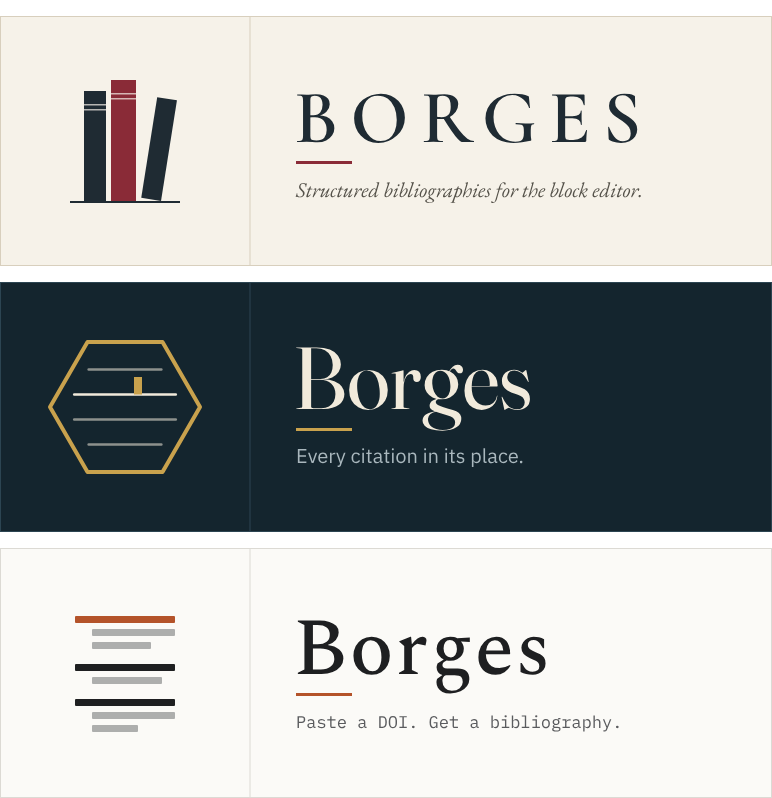 BORGES
Structured bibliographies for the block editor.
Borges
Every citation in its place.
Borges
Paste a DOI. Get a bibliography.